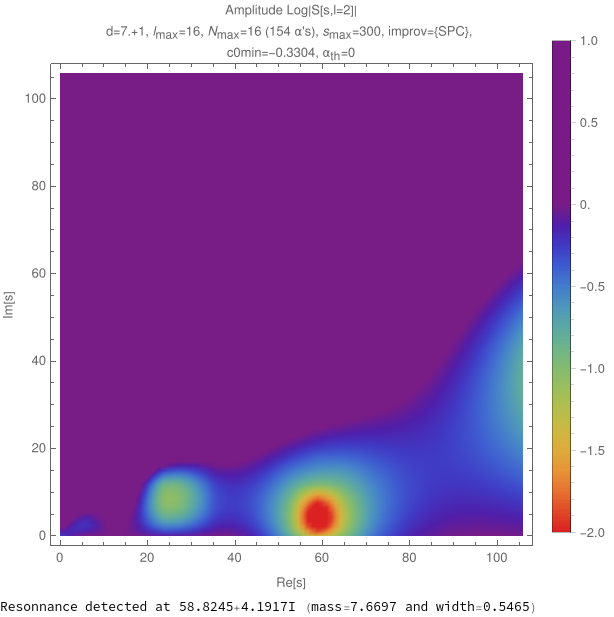 Amplitude Log|S[s,l=2]|
d=7.+1, lmax=16, Nmax=16 (154 α's), smax=300, improv={SPC},
c0min=−0.3304, αth=0
Im[s]
100
80
60
40
20
0
0 20 40 60 80 100
Re[s]
1.0
0.5
0.
−0.5
−1.0
−1.5
−2.0
Resonnance detected at 58.8245+4.1917I (mass=7.6697 and width=0.5465)